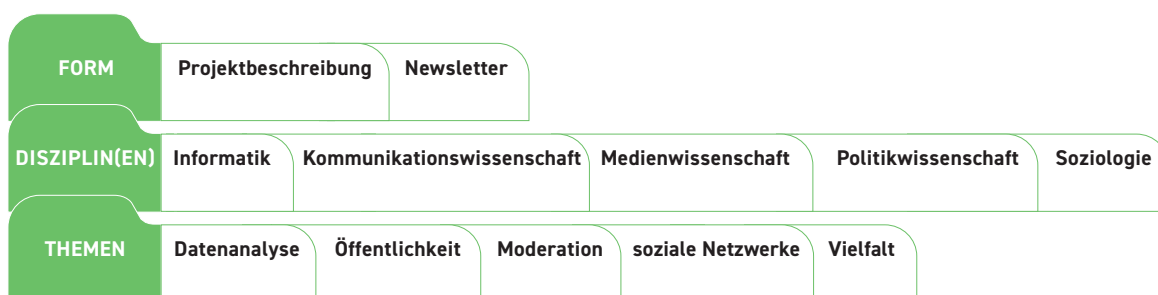 FORM Projektbeschreibung Newsletter
DISZIPLIN(EN) Informatik Kommunikationswissenschaft Medienwissenschaft Politikwissenschaft Soziologie
THEMEN Datenanalyse Öffentlichkeit Moderation soziale Netzwerke Vielfalt